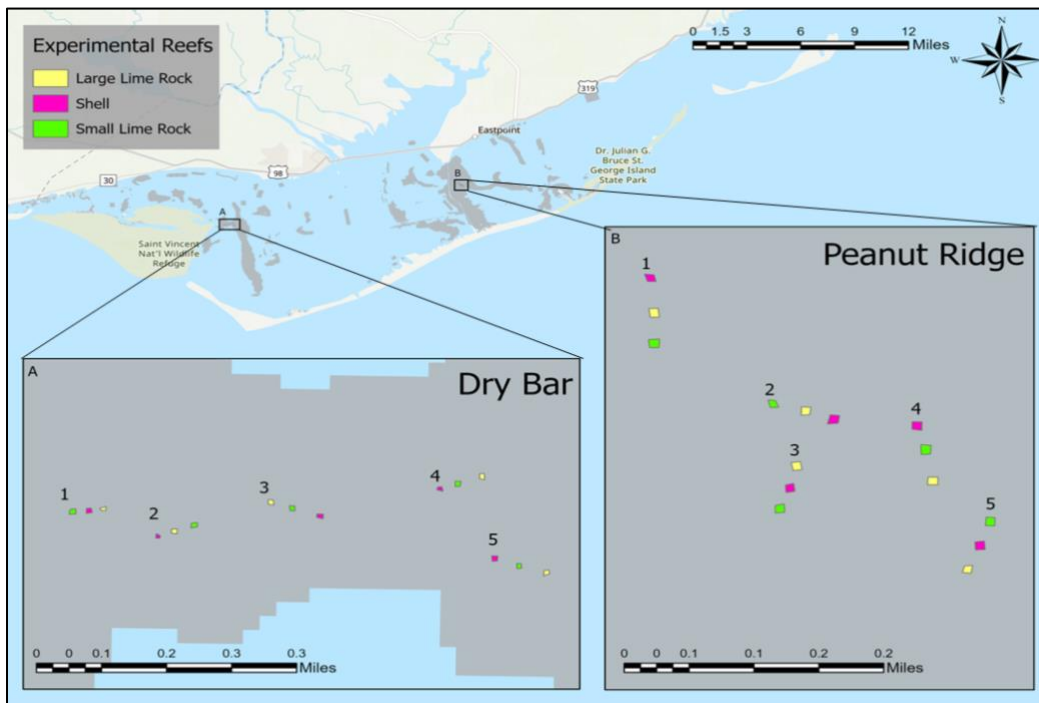 Experimental Reefs
Large Lime Rock
Shell
Small Lime Rock
0 1.5 3 6 9 12
Miles
N
W E
S
319
Eastpoint
98
30
Dr. Julian G.
Bruce St.
George Island
State Park
B
A
Saint Vincent
Nat'l Wildlife
Refuge
B
Peanut Ridge
1
2
4
3
5
0 0 0.1 0.1 0.2 0.2
Miles
A
Dry Bar
4
3
1
2
5
0 0 0.1 0.2 0.3 0.3
Miles